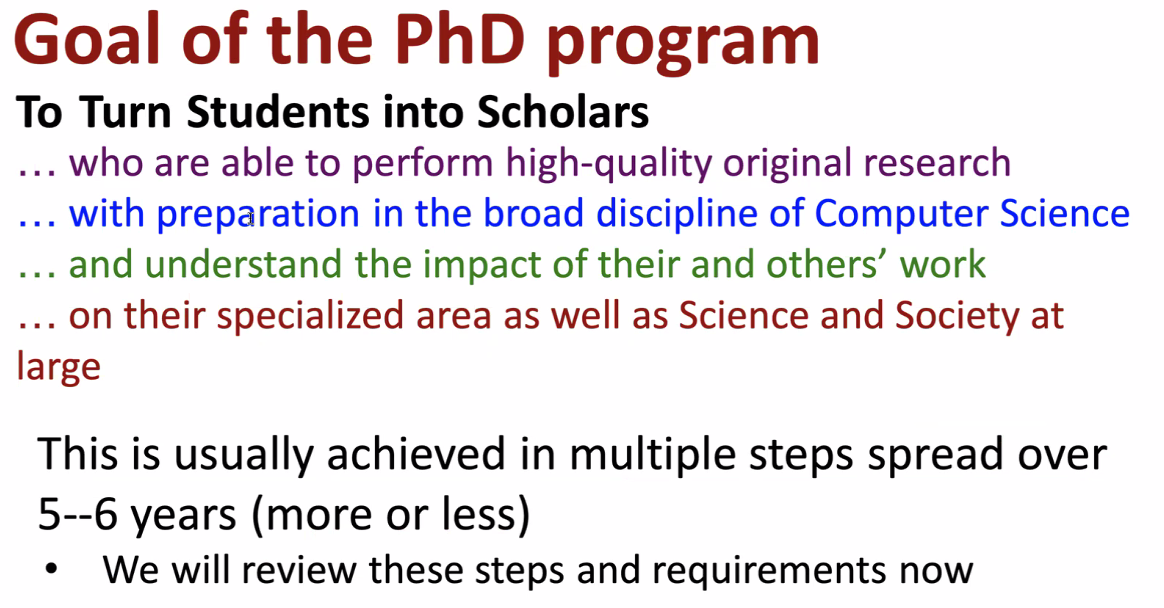 Goal of the PhD program
To Turn Students into Scholars
… who are able to perform high-quality original research
… with preparation in the broad discipline of Computer Science
… and understand the impact of their and others’ work
… on their specialized area as well as Science and Society at
large
This is usually achieved in multiple steps spread over
5--6 years (more or less)
• We will review these steps and requirements now